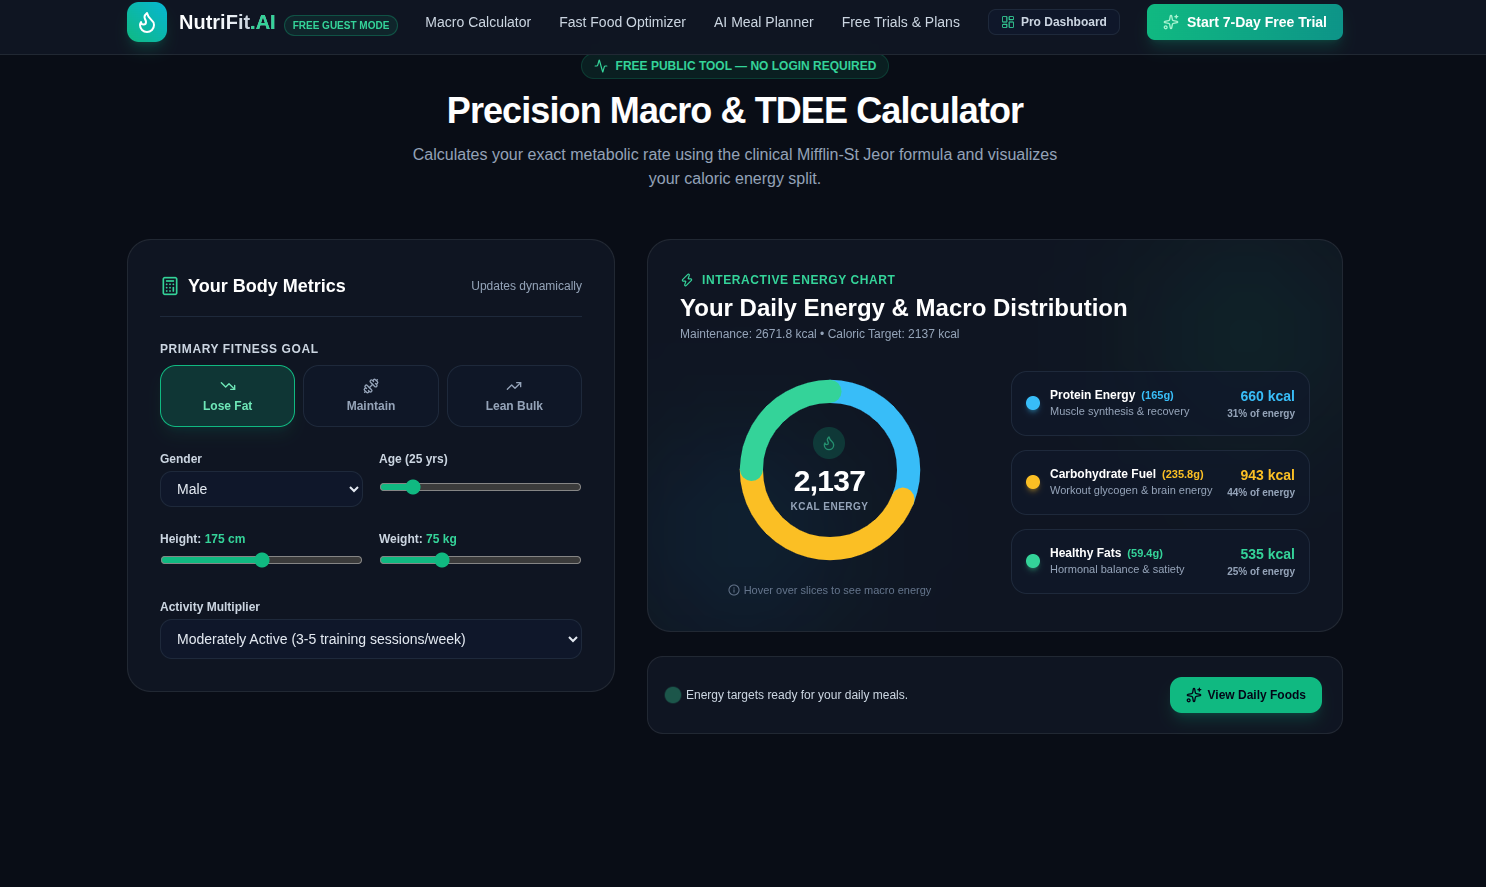 NutriFit.AI FREE GUEST MODE Macro Calculator Fast Food Optimizer AI Meal Planner Free Trials & Plans Pro Dashboard Start 7-Day Free Trial
FREE PUBLIC TOOL — NO LOGIN REQUIRED
Precision Macro & TDEE Calculator
Calculates your exact metabolic rate using the clinical Mifflin-St Jeor formula and visualizes
your caloric energy split.
Your Body Metrics
Updates dynamically
PRIMARY FITNESS GOAL
Lose Fat
Maintain
Lean Bulk
Gender
Age (25 yrs)
Male
Height: 175 cm
Weight: 75 kg
Activity Multiplier
Moderately Active (3-5 training sessions/week)
INTERACTIVE ENERGY CHART
Your Daily Energy & Macro Distribution
Maintenance: 2671.8 kcal • Caloric Target: 2137 kcal
2,137
KCAL ENERGY
Hover over slices to see macro energy
Protein Energy (165g)
Muscle synthesis & recovery
660 kcal
31% of energy
Carbohydrate Fuel (235.8g)
Workout glycogen & brain energy
943 kcal
44% of energy
Healthy Fats (59.4g)
Hormonal balance & satiety
535 kcal
25% of energy
Energy targets ready for your daily meals.
View Daily Foods